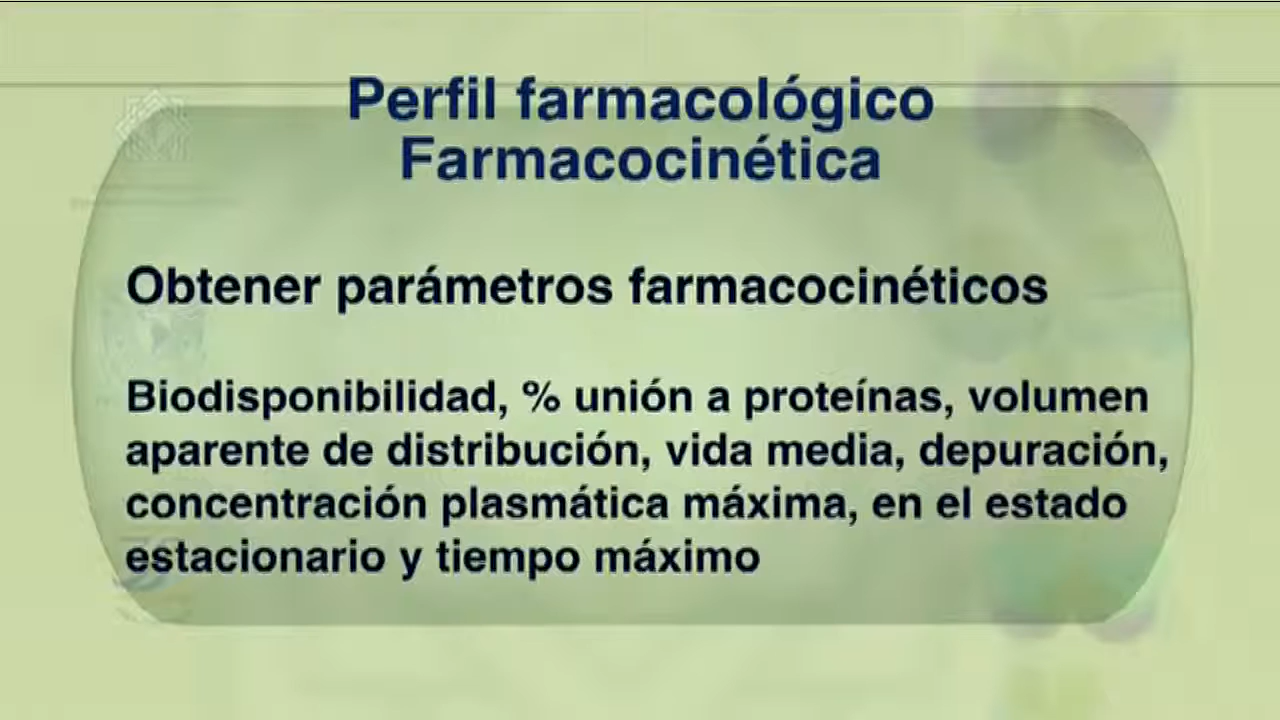 Perfil farmacológico
Farmacocinética
Obtener parámetros farmacocinéticos
Biodisponibilidad, % unión a proteínas, volumen
aparente de distribución, vida media, depuración,
concentración plasmática máxima, en el estado
estacionario y tiempo máximo